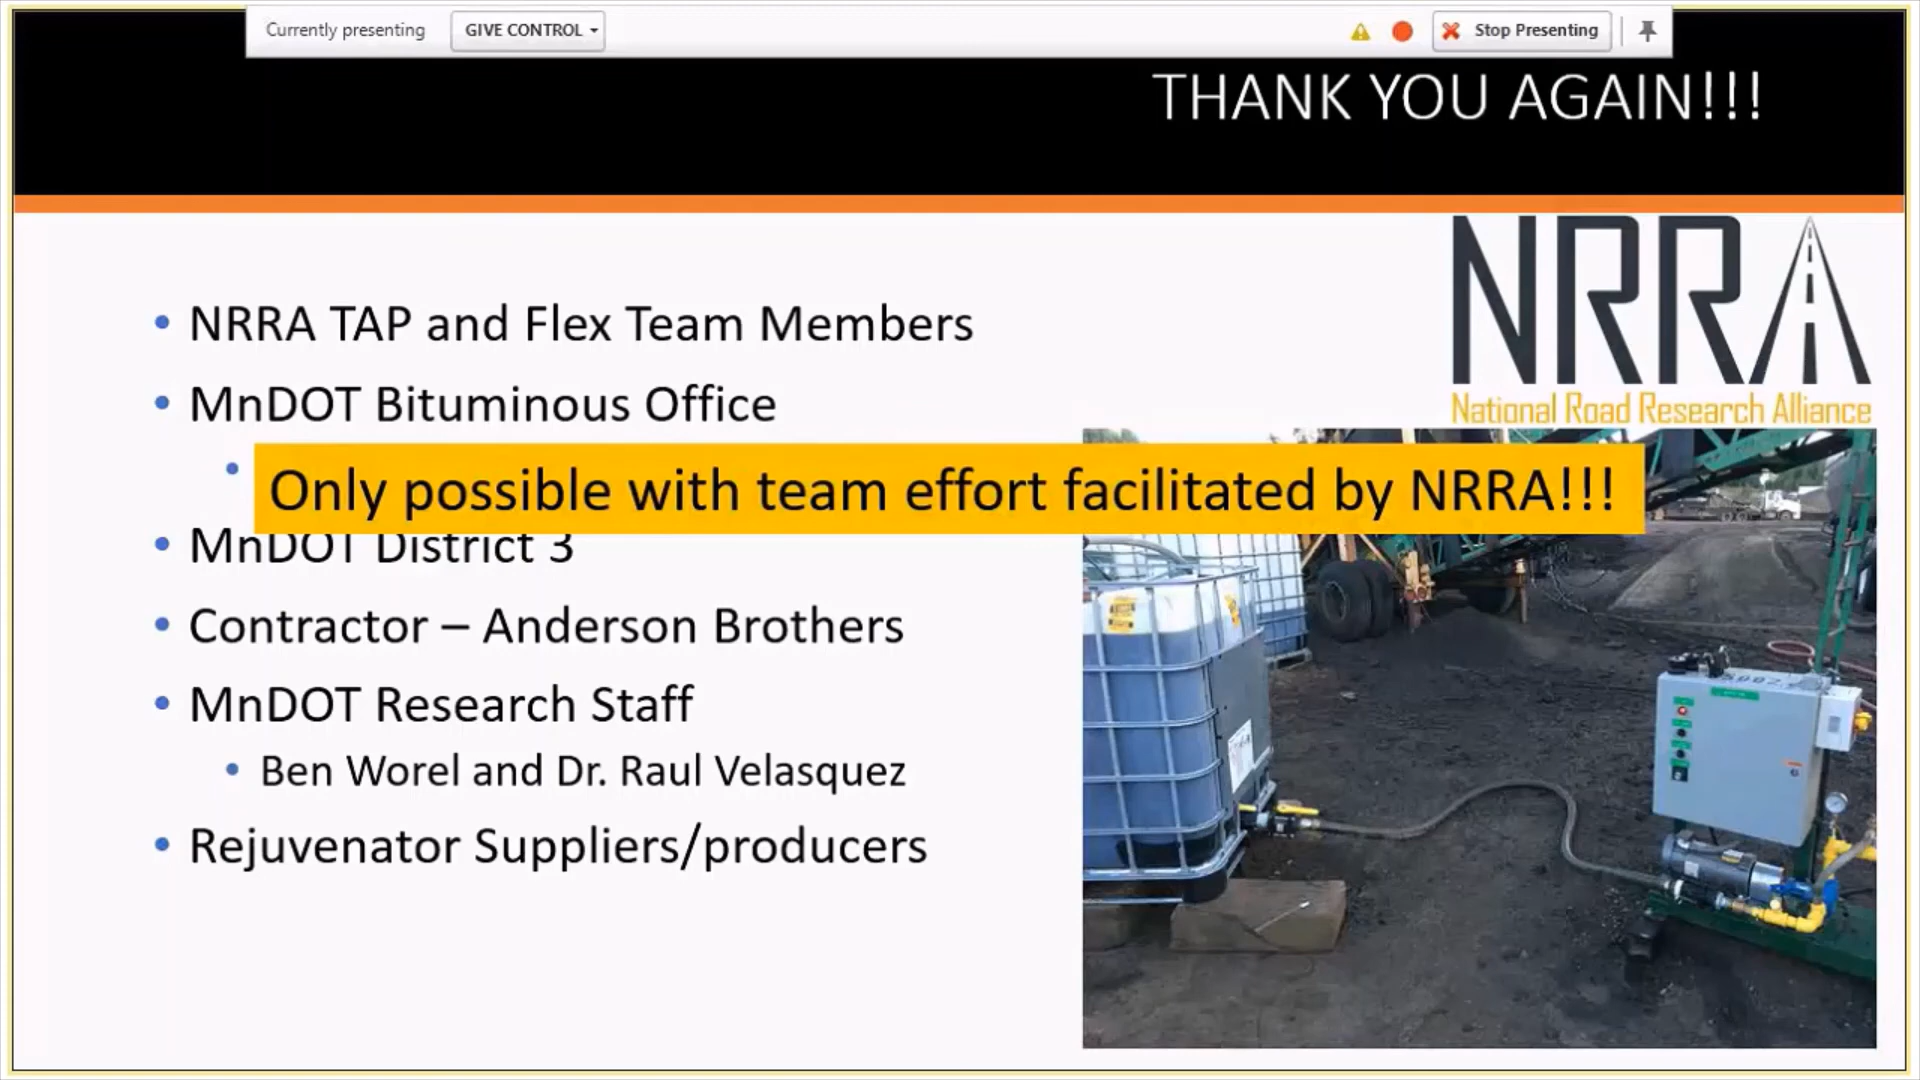 Currently presenting
GIVE CONTROL
Stop Presenting
THANK YOU AGAIN!!!
NRRA
National Road Research Alliance
• NRRA TAP and Flex Team Members
• MnDOT Bituminous Office
•
Only possible with team effort facilitated by NRRA!!!
• MnDOT District 3
• Contractor – Anderson Brothers
• MnDOT Research Staff
• Ben Worel and Dr. Raul Velasquez
• Rejuvenator Suppliers/producers